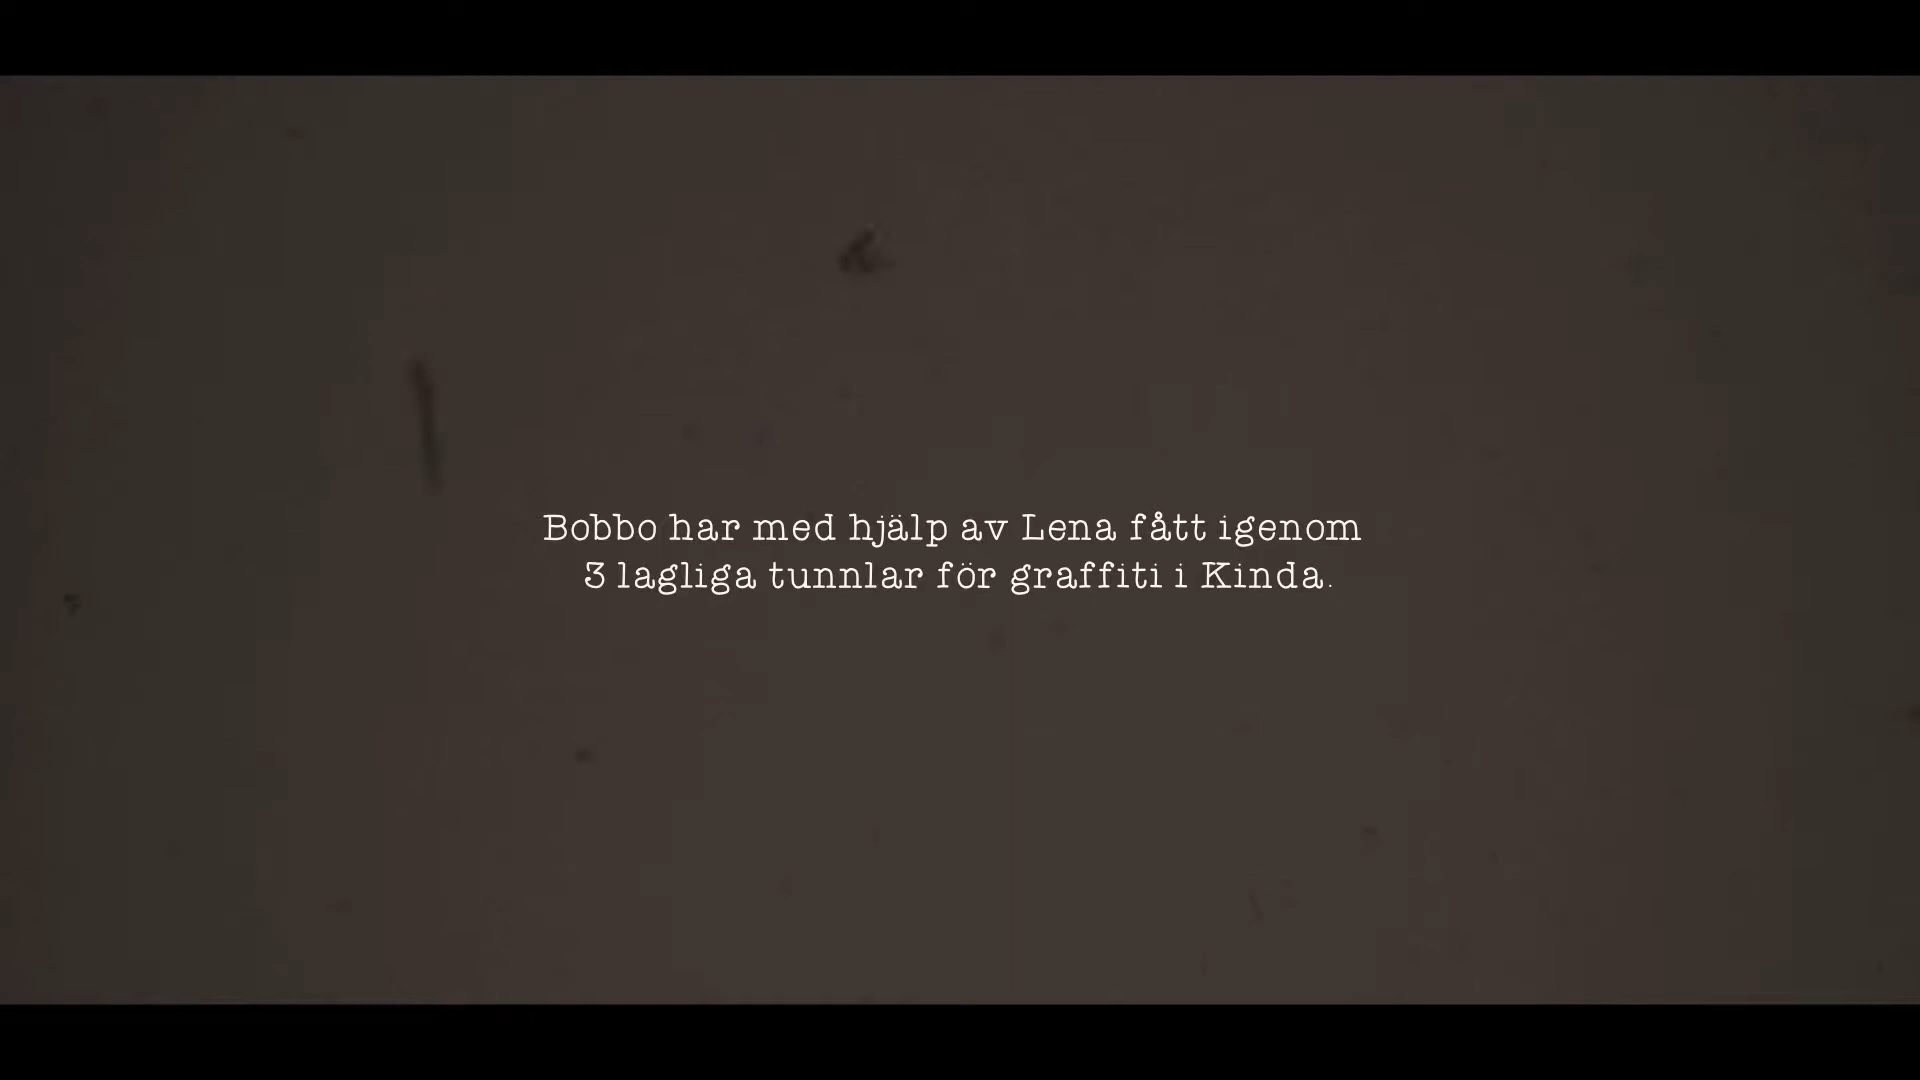 Bobbo har med hjälp av Lena fått igenom
3 lagliga tunnlar för graffiti i Kinda.